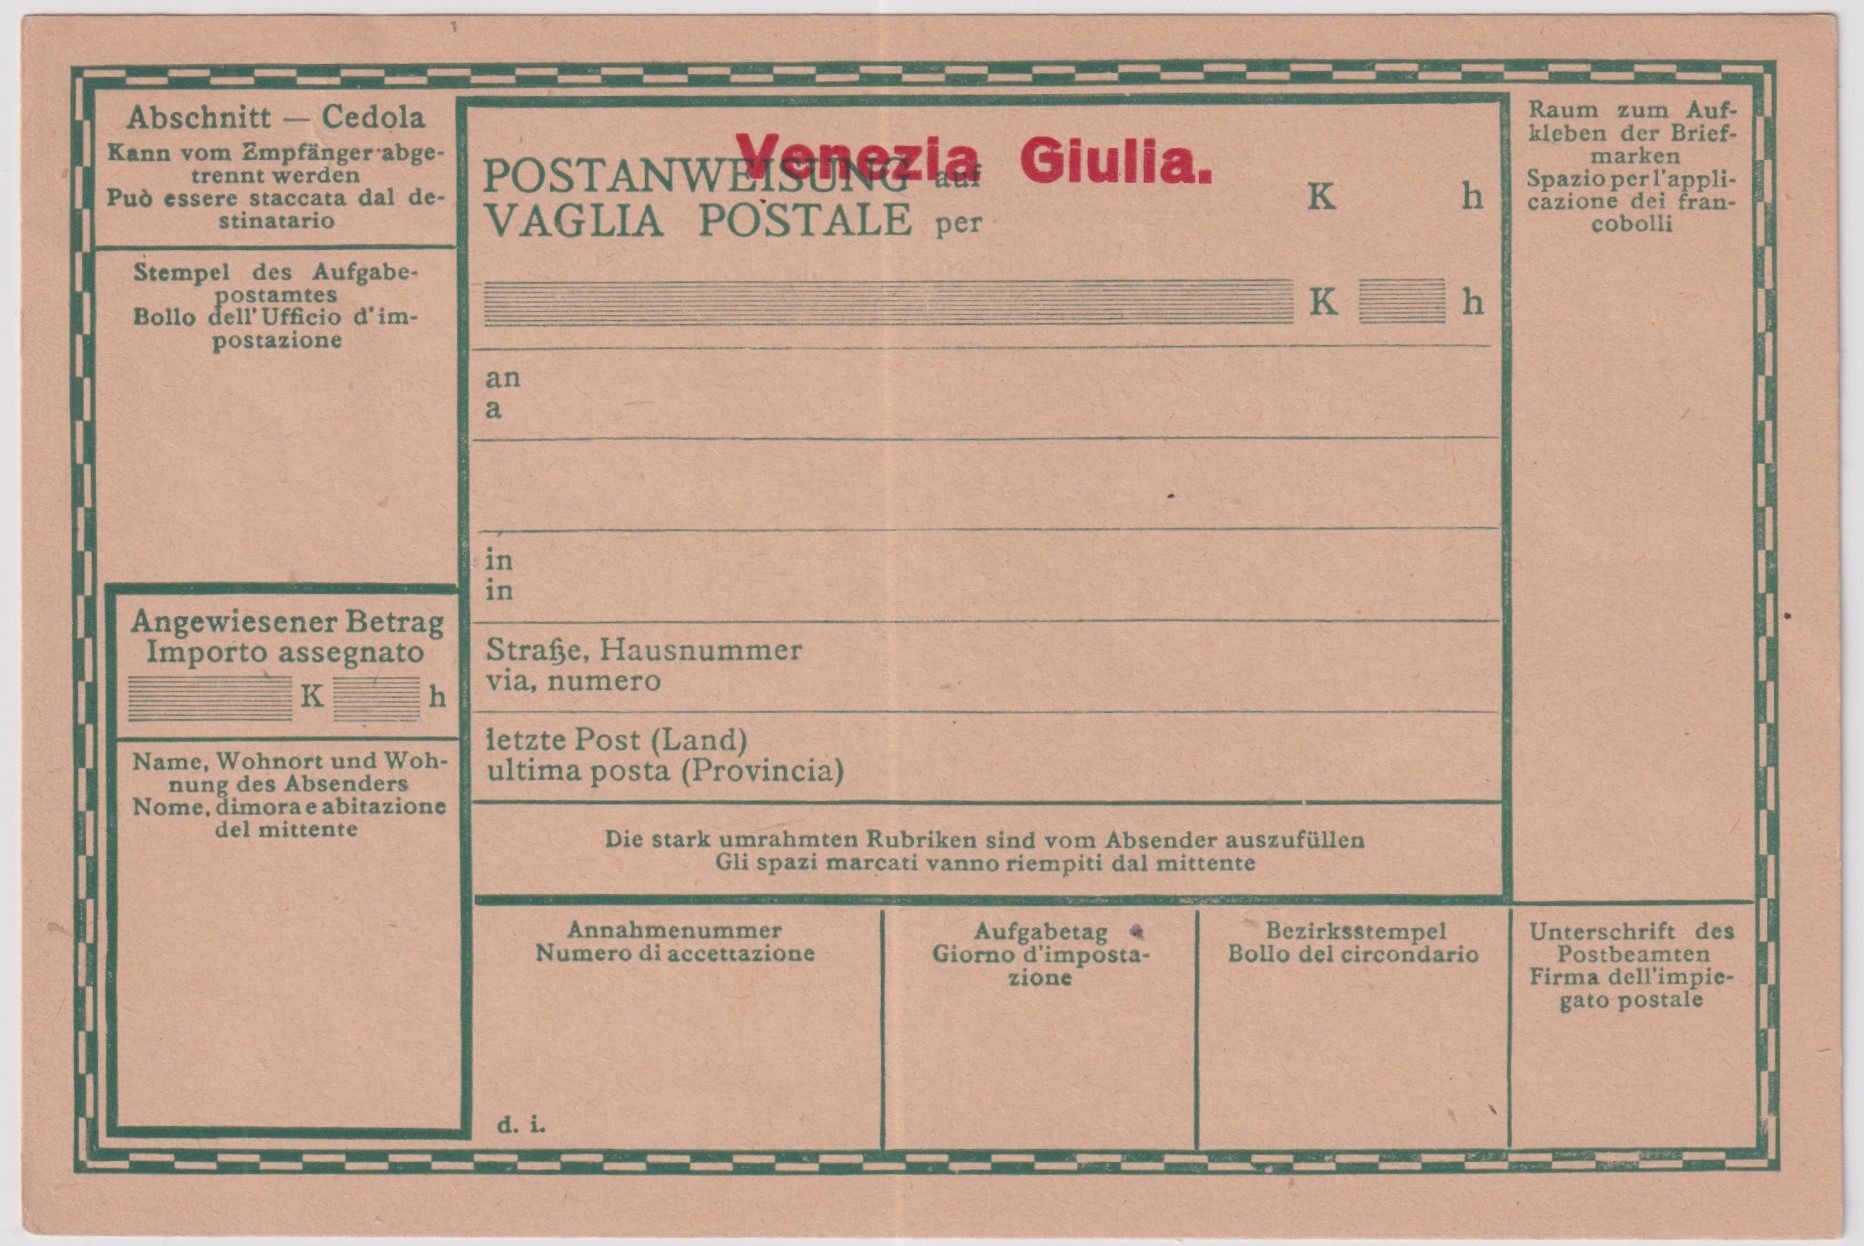 Abschnitt — Cedola
Kann vom Empfänger abge-
trennt werden
Può essere staccata dal de-
stinatario
Stempel des Aufgabe-
postamtes
Bollo dell'Ufficio d'im-
postazione
Angewiesener Betrag
Importo assegnato
K h
Name, Wohnort und Woh-
nung des Absenders
Nome, dimora e abitazione
del mittente
Venezia Giulia.
POSTANWEISUNG auf
VAGLIA POSTALE per
K h
K h
an
a
in
in
Straße, Hausnummer
via, numero
letzte Post (Land)
ultima posta (Provincia)
Die stark umrahmten Rubriken sind vom Absender auszufüllen
Gli spazi marcati vanno riempiti dal mittente
Raum zum Auf-
kleben der Brief-
marken
Spazio per l'appli-
cazione dei fran-
cobolli
Annahmenummer
Numero di accettazione
d. i.
Aufgabetag
Giorno d'imposta-
zione
Bezirksstempel
Bollo del circondario
Unterschrift des
Postbeamten
Firma dell'impie-
gato postale